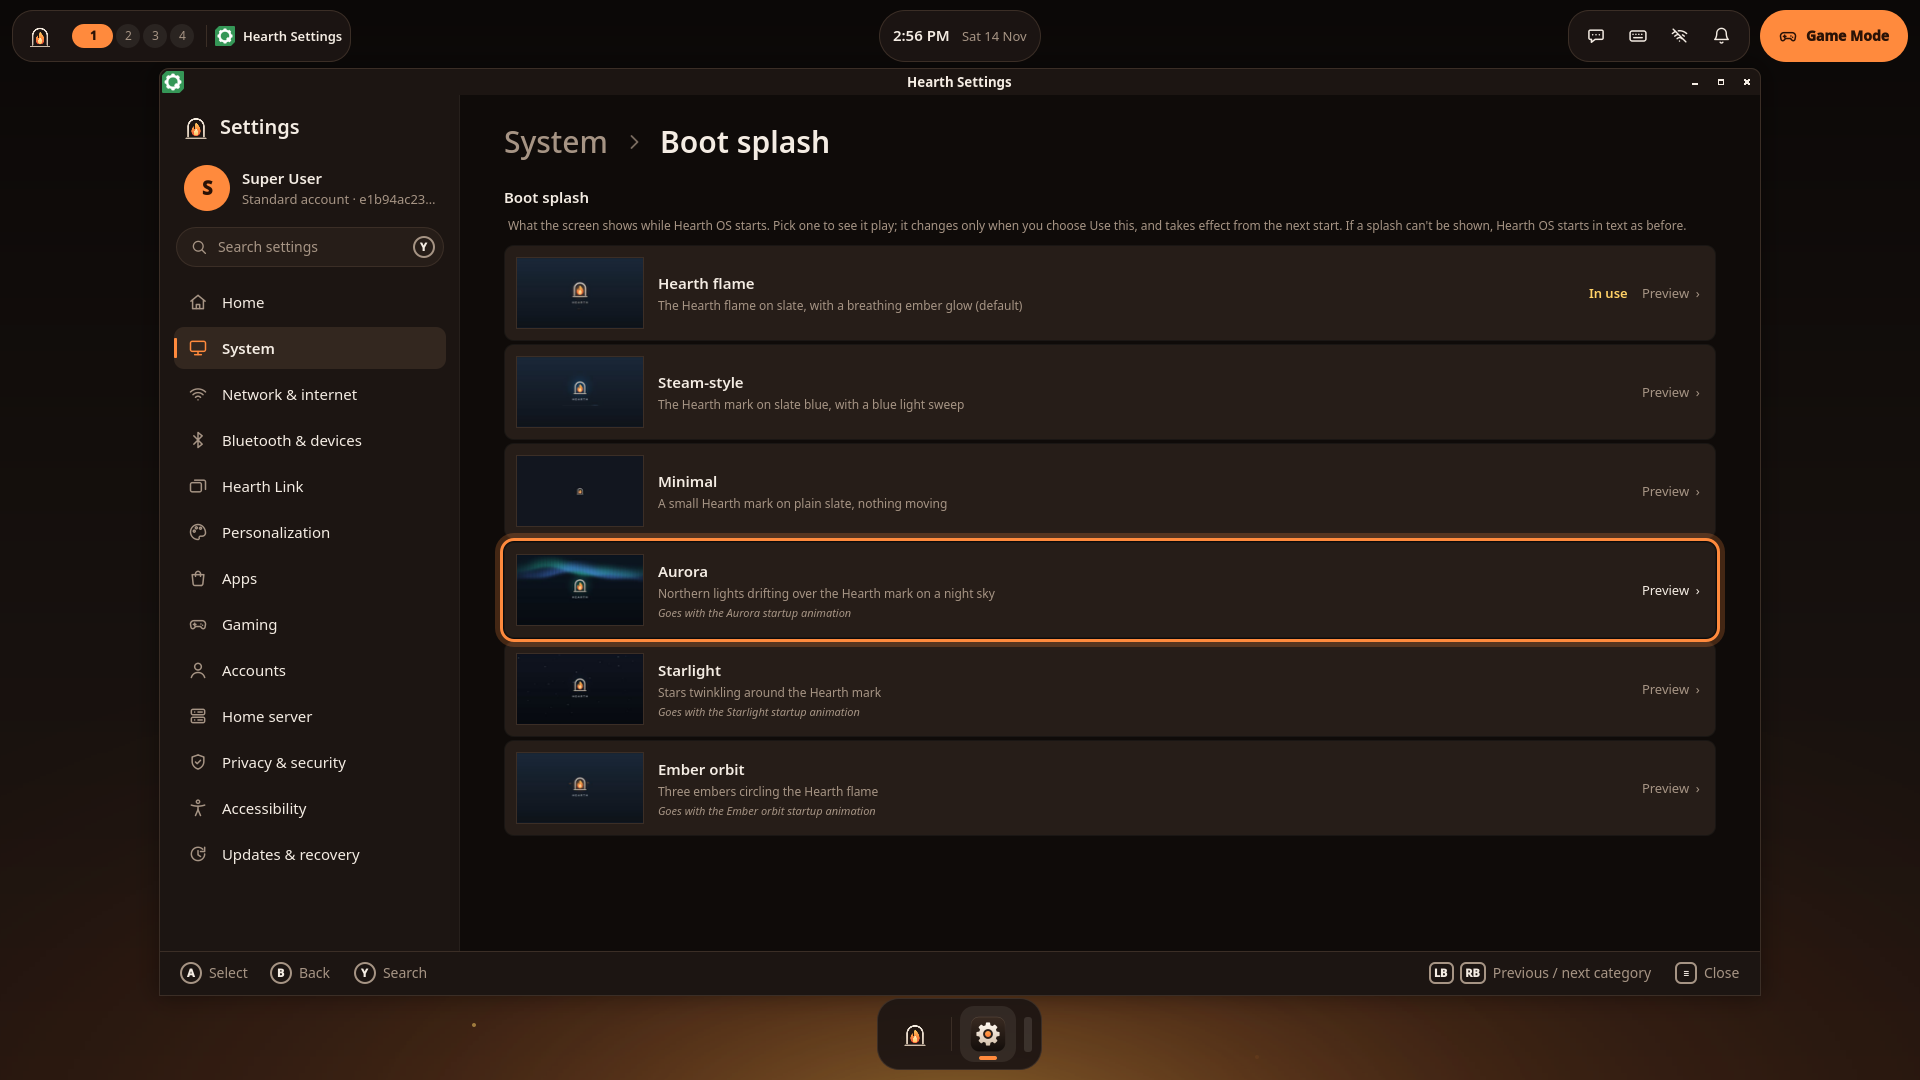 1 2 3 4 Hearth Settings
2:56 PM Sat 14 Nov
Game Mode
Hearth Settings
Settings
S
Super User
Standard account · e1b94ac23...
Search settings Y
Home
System
Network & internet
Bluetooth & devices
Hearth Link
Personalization
Apps
Gaming
Accounts
Home server
Privacy & security
Accessibility
Updates & recovery
System › Boot splash
Boot splash
What the screen shows while Hearth OS starts. Pick one to see it play; it changes only when you choose Use this, and takes effect from the next start. If a splash can't be shown, Hearth OS starts in text as before.
Hearth flame
The Hearth flame on slate, with a breathing ember glow (default)
In use Preview ›
Steam-style
The Hearth mark on slate blue, with a blue light sweep
Preview ›
Minimal
A small Hearth mark on plain slate, nothing moving
Preview ›
Aurora
Northern lights drifting over the Hearth mark on a night sky
Goes with the Aurora startup animation
Preview ›
Starlight
Stars twinkling around the Hearth mark
Goes with the Starlight startup animation
Preview ›
Ember orbit
Three embers circling the Hearth flame
Goes with the Ember orbit startup animation
Preview ›
A Select B Back Y Search
LB RB Previous / next category ≡ Close